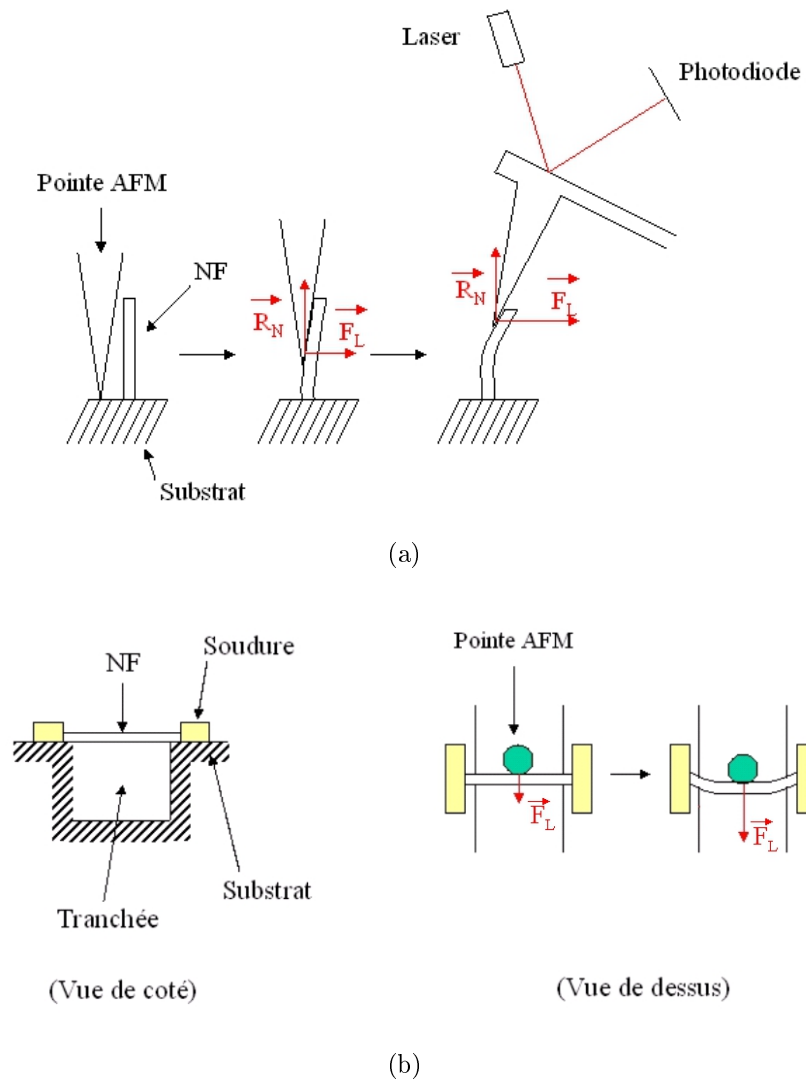 Laser
Photodiode
Pointe AFM
NF
R_N
F_L
R_N
F_L
Substrat
(a)
NF
Soudure
Pointe AFM
F_L
F_L
Substrat
Tranchée
(Vue de coté)
(Vue de dessus)
(b)